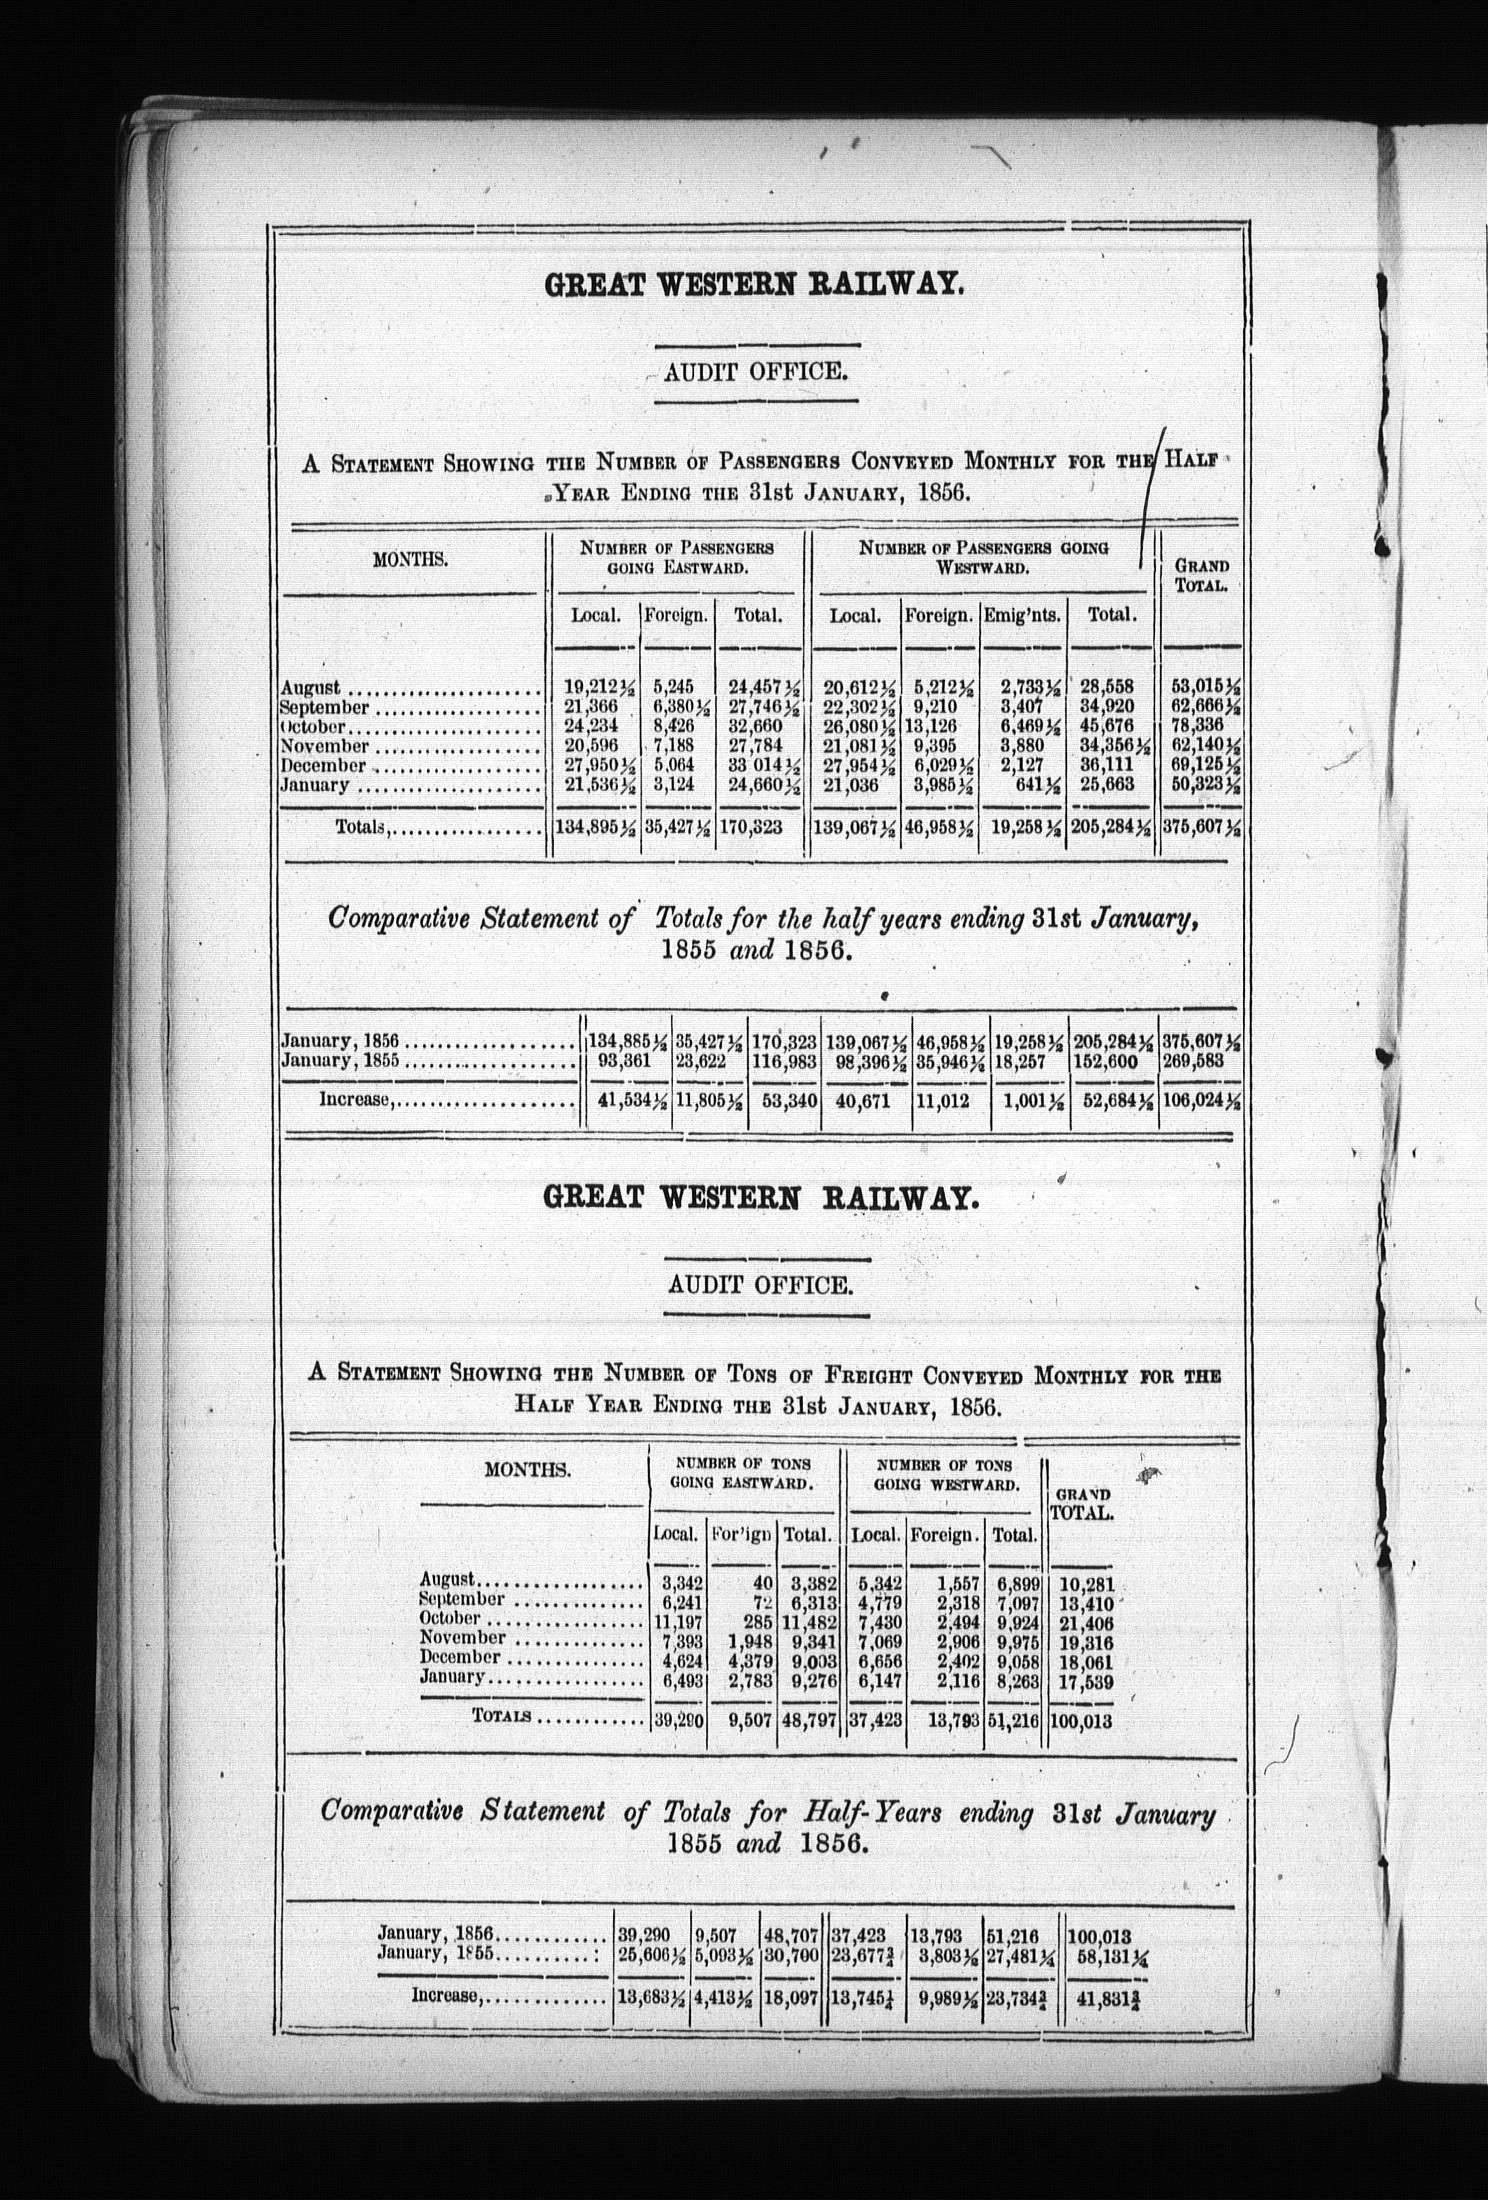 GREAT WESTERN RAILWAY.
AUDIT OFFICE.
A STATEMENT SHOWING THE NUMBER OF PASSENGERS CONVEYED MONTHLY FOR THE HALF
YEAR ENDING THE 31st JANUARY, 1856.
MONTHS. NUMBER OF PASSENGERS GOING EASTWARD. NUMBER OF PASSENGERS GOING WESTWARD. GRAND TOTAL.
Local. Foreign. Total. Local. Foreign. Emig'nts. Total.
August ...................... 19,212½ 5,245 24,457½ 20,612½ 5,212½ 2,733½ 28,558 53,015½
September ................... 21,366 6,380½ 27,746½ 22,302½ 9,210 3,407 34,920 62,666½
October...................... 24,234 8,426 32,660 26,080½ 13,126 6,469½ 45,676 78,336
November ................... 20,596 7,188 27,784 21,081½ 9,395 3,880 34,356½ 62,140½
December ................... 27,950½ 5,064 33 014½ 27,954½ 6,029½ 2,127 36,111 69,125½
January ..................... 21,536½ 3,124 24,660½ 21,036 3,985½ 641½ 25,663 50,323½
Totals,................. 134,895½ 35,427½ 170,323 139,067½ 46,958½ 19,258½ 205,284½ 375,607½
Comparative Statement of Totals for the half years ending 31st January,
1855 and 1856.
January, 1856 ................... 134,885½ 35,427½ 170,323 139,067½ 46,958½ 19,258½ 205,284½ 375,607½
January, 1855 ................... 93,361 23,622 116,983 98,396½ 35,946½ 18,257 152,600 269,583
Increase,.................... 41,534½ 11,805½ 53,340 40,671 11,012 1,001½ 52,684½ 106,024½
GREAT WESTERN RAILWAY.
AUDIT OFFICE.
A STATEMENT SHOWING THE NUMBER OF TONS OF FREIGHT CONVEYED MONTHLY FOR THE
HALF YEAR ENDING THE 31st JANUARY, 1856.
MONTHS. NUMBER OF TONS GOING EASTWARD. NUMBER OF TONS GOING WESTWARD. GRAND TOTAL.
Local. For'ign Total. Local. Foreign. Total.
August.................. 3,342 40 3,382 5,342 1,557 6,899 10,281
September .............. 6,241 72 6,313 4,779 2,318 7,097 13,410
October ................. 11,197 285 11,482 7,430 2,494 9,924 21,406
November .............. 7,393 1,948 9,341 7,069 2,906 9,975 19,316
December ............... 4,624 4,379 9,003 6,656 2,402 9,058 18,061
January................. 6,493 2,783 9,276 6,147 2,116 8,263 17,539
TOTALS ............ 39,290 9,507 48,797 37,423 13,793 51,216 100,013
Comparative Statement of Totals for Half-Years ending 31st January
1855 and 1856.
January, 1856............ 39,290 9,507 48,707 37,423 13,793 51,216 100,013
January, 1855..........: 25,606½ 5,093½ 30,700 23,677¾ 3,803½ 27,481¼ 58,131¼
Increase,............. 13,683½ 4,413½ 18,097 13,745¼ 9,989½ 23,734¾ 41,831¾